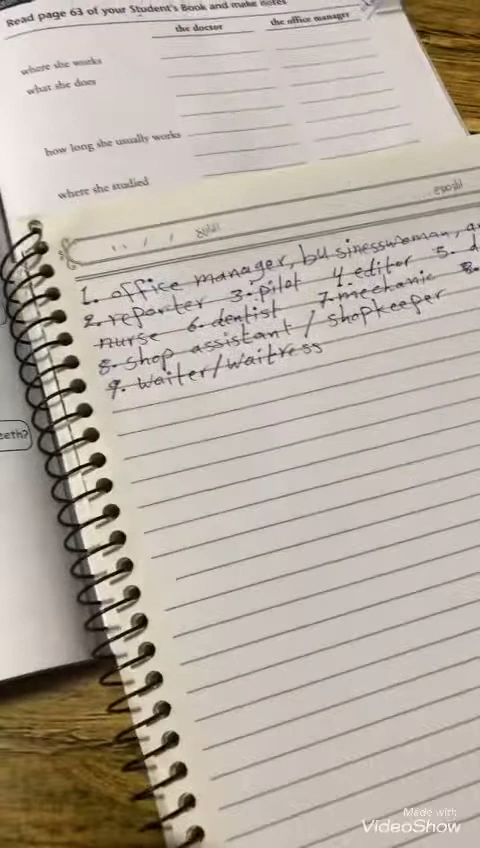 Read page 63 of your Student's Book and make notes
the doctor the office manager
where she works
what she does
how long she usually works
where she studied
1. office manager, businesswoman,
2. reporter 3. pilot 4. editor 5.
nurse 6. dentist 7. mechanic 8.
8. shop assistant / shopkeeper
9. waiter/waitress
eeth?
Made with
VideoShow